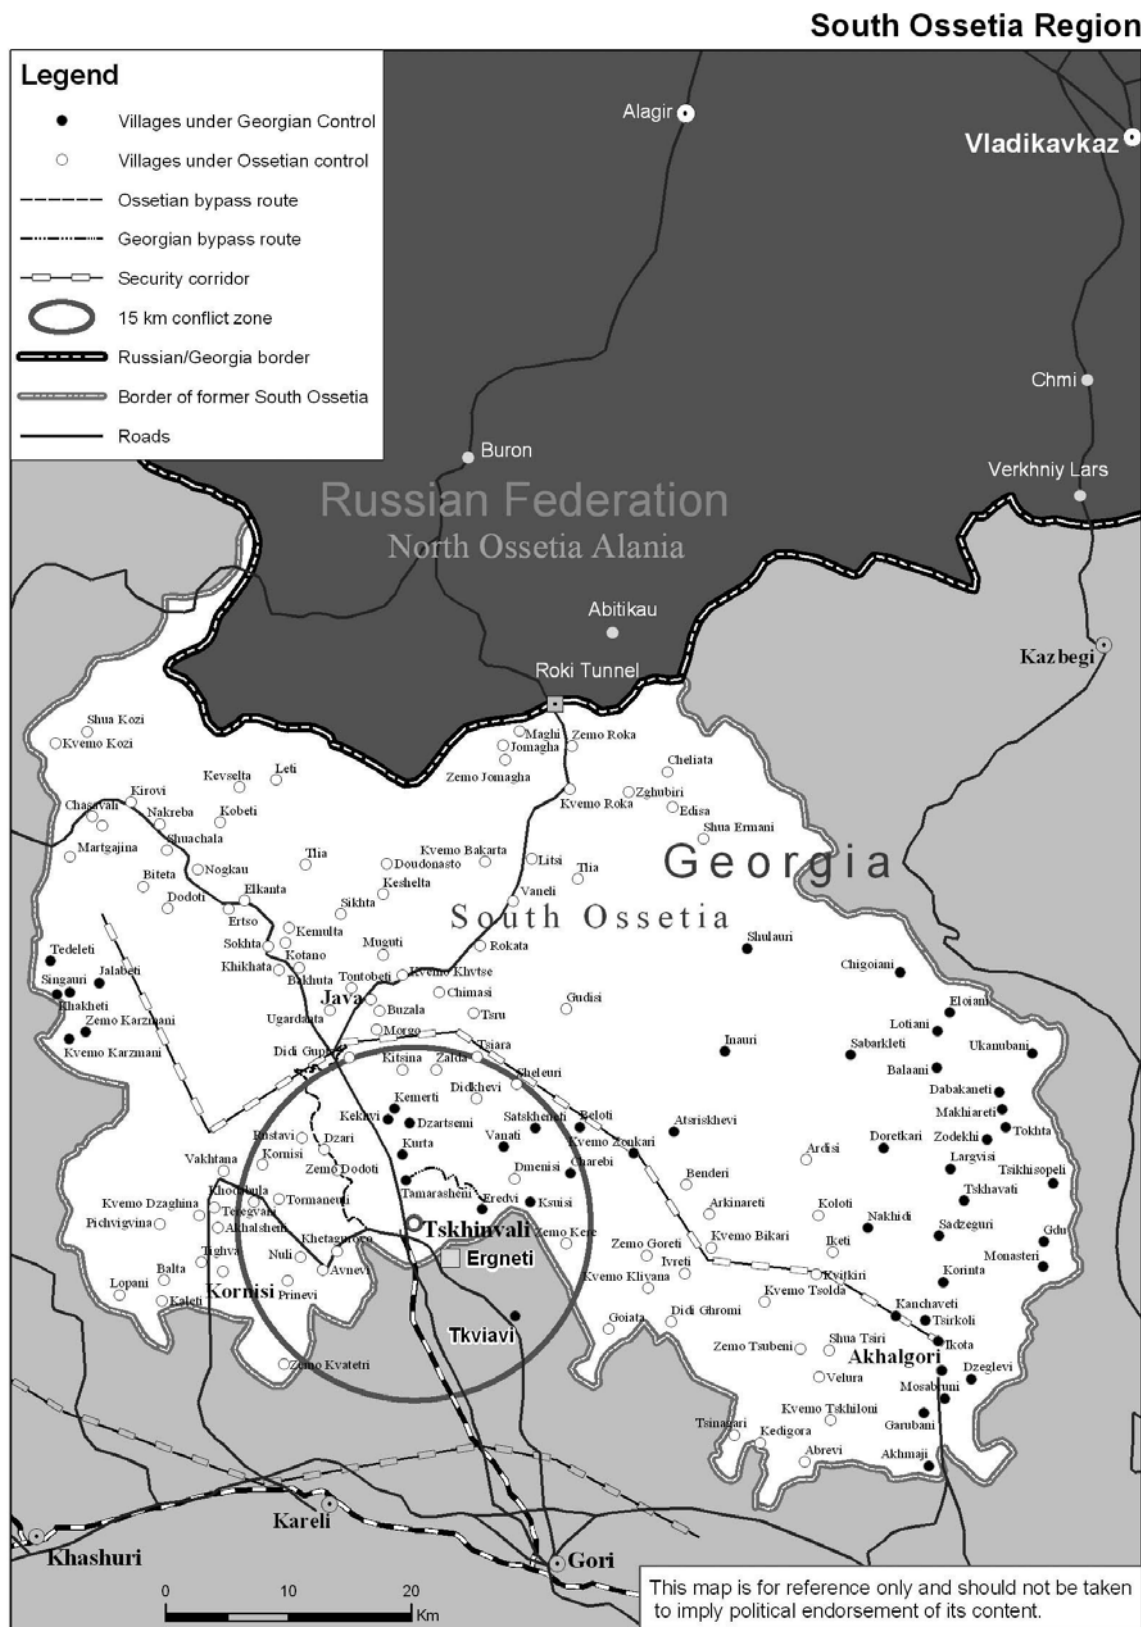 South Ossetia Region
Legend
Villages under Georgian Control
Villages under Ossetian control
Ossetian bypass route
Georgian bypass route
Security corridor
15 km conflict zone
Russian/Georgia border
Border of former South Ossetia
Roads
Alagir
Vladikavkaz
Chmi
Buron
Verkhniy Lars
Russian Federation
North Ossetia Alania
Abitikau
Kazbegi
Roki Tunnel
Shua Kozi
Kvemo Kozi
Maghi
Zemo Roka
Jomagha
Zemo Jomagha
Cheliata
Leti
Kevselta
Kirovi
Kvemo Roka
Zghubiri
Edisa
Chasavali
Nakreba
Kobeti
Shua Ermani
Shuachala
Martgajina
Nogkau
Tlia
Doudonasto
Kvemo Bakarta
Litsi
Tlia
Georgia
Biteta
Keshelta
Dodoti
Elkanta
Ertso
Sikhta
Vaneli
South Ossetia
Kemulta
Sokhta
Kotano
Muguti
Rokata
Shulauri
Tedeleti
Khikhata
Bakhuta
Tontobeti
Kvemo Khvtse
Chigoiani
Singauri
Jalabeti
Java
Chimasi
Gudisi
Khakheti
Buzala
Tsru
Eloiani
Zemo Karzmani
Ugardanta
Morgo
Lotiani
Kvemo Karzmani
Didi Gupta
Tsiara
Inauri
Sabarkleti
Ukanubani
Kitsina
Zalda
Sheleuri
Balaani
Didkhevi
Dabakaneti
Kemerti
Makhiareti
Kekhvi
Dzartsemi
Satskheneti
Beloti
Atsriskhevi
Tokhta
Rustavi
Dzari
Kurta
Vanati
Kvemo Zonkari
Doretkari
Zodekhi
Vakhtana
Kornisi
Zemo Dodoti
Dmenisi
Charebi
Ardisi
Largvisi
Benderi
Tsikhisopeli
Khodabula
Tormaneuli
Tamarasheni
Eredvi
Ksuisi
Tskhavati
Kvemo Dzaghina
Teregvani
Arkinareti
Koloti
Pichvigvina
Akhalsheni
Tskhinvali
Zemo Kere
Nakhidi
Sadzeguri
Gdu
Khetagurovo
Kvemo Bikari
Tighva
Nuli
Ergneti
Zemo Goreti
Iketi
Monasteri
Balta
Avnevi
Ivreti
Kvitkiri
Lopani
Kornisi
Kvemo Kliyana
Korinta
Kaleti
Prinevi
Kvemo Tsolda
Kanchaveti
Goiata
Didi Ghromi
Tsirkoli
Tkviavi
Zemo Tsubeni
Shua Tsiri
Ikota
Akhalgori
Zemo Kvatetri
Velura
Dzeglevi
Mosabruni
Kvemo Tskhiloni
Garubani
Tsinagari
Kedigora
Abrevi
Akhmaji
Kareli
Khashuri
Gori
0 10 20
Km
This map is for reference only and should not be taken
to imply political endorsement of its content.